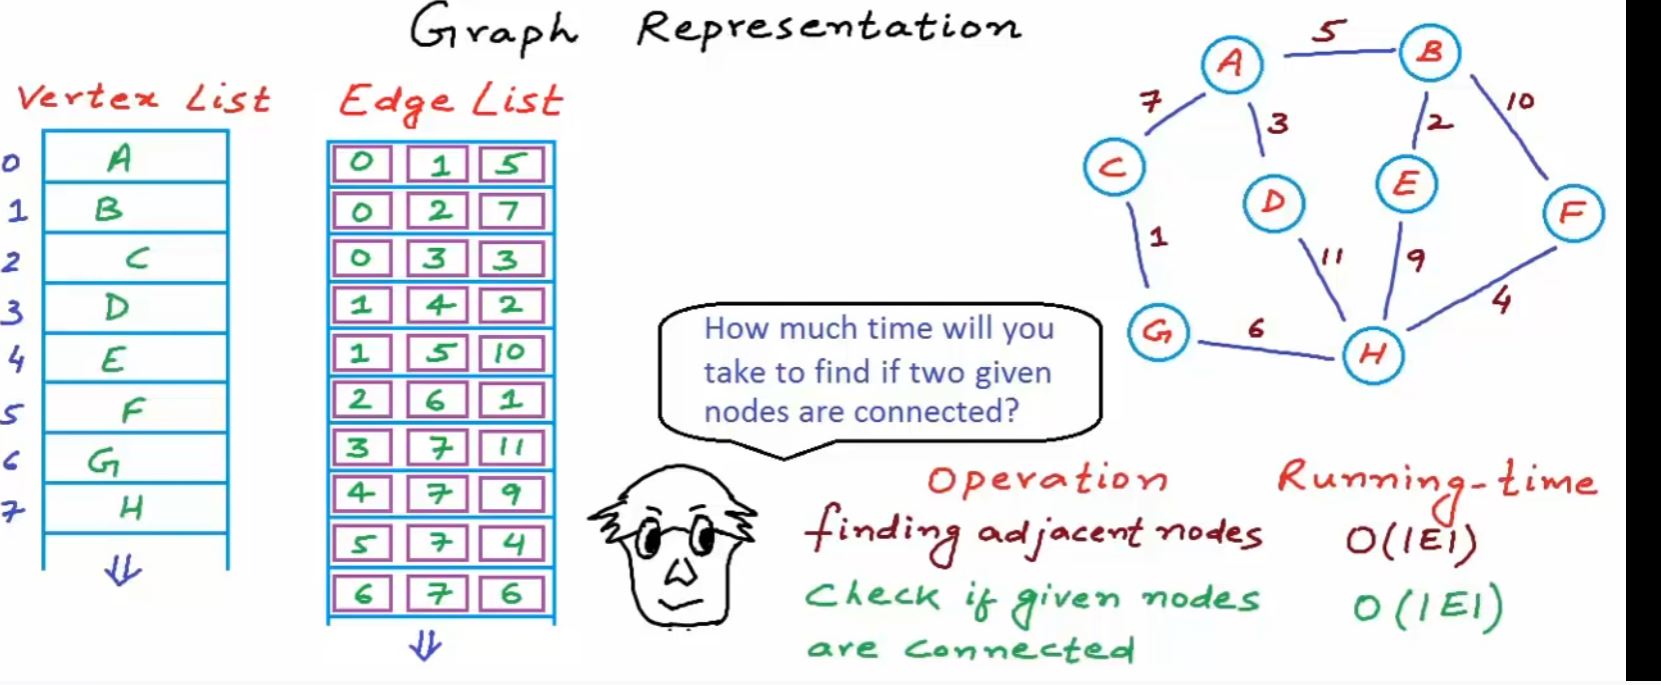 Graph Representation
Vertex List
0 A
1 B
2 C
3 D
4 E
5 F
6 G
7 H
Edge List
0 1 5
0 2 7
0 3 3
1 4 2
1 5 10
2 6 1
3 7 11
4 7 9
5 7 4
6 7 6
A 5 B
7 3 2 10
C D E F
1 11 9 4
G 6 H
How much time will you
take to find if two given
nodes are connected?
Operation Running-time
finding adjacent nodes O(|E|)
Check if given nodes O(|E|)
are connected